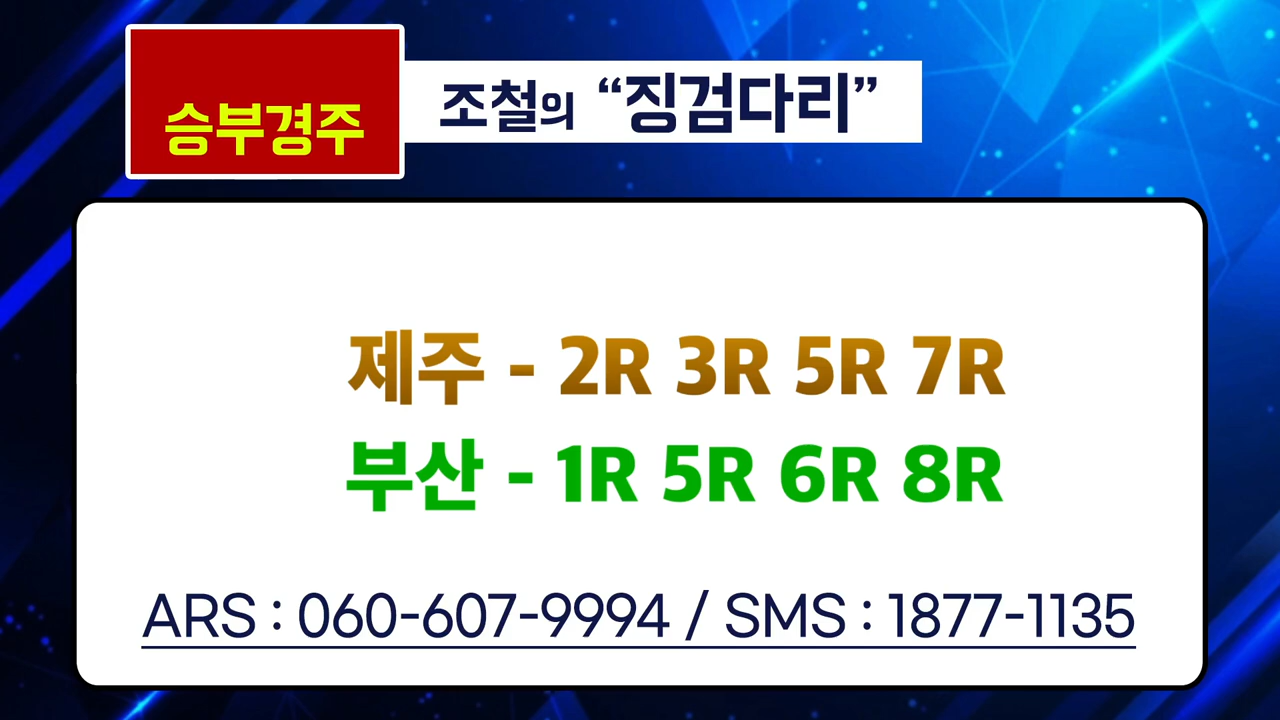 승부경주
조철의 “징검다리”
제주 - 2R 3R 5R 7R
부산 - 1R 5R 6R 8R
ARS : 060-607-9994 / SMS : 1877-1135